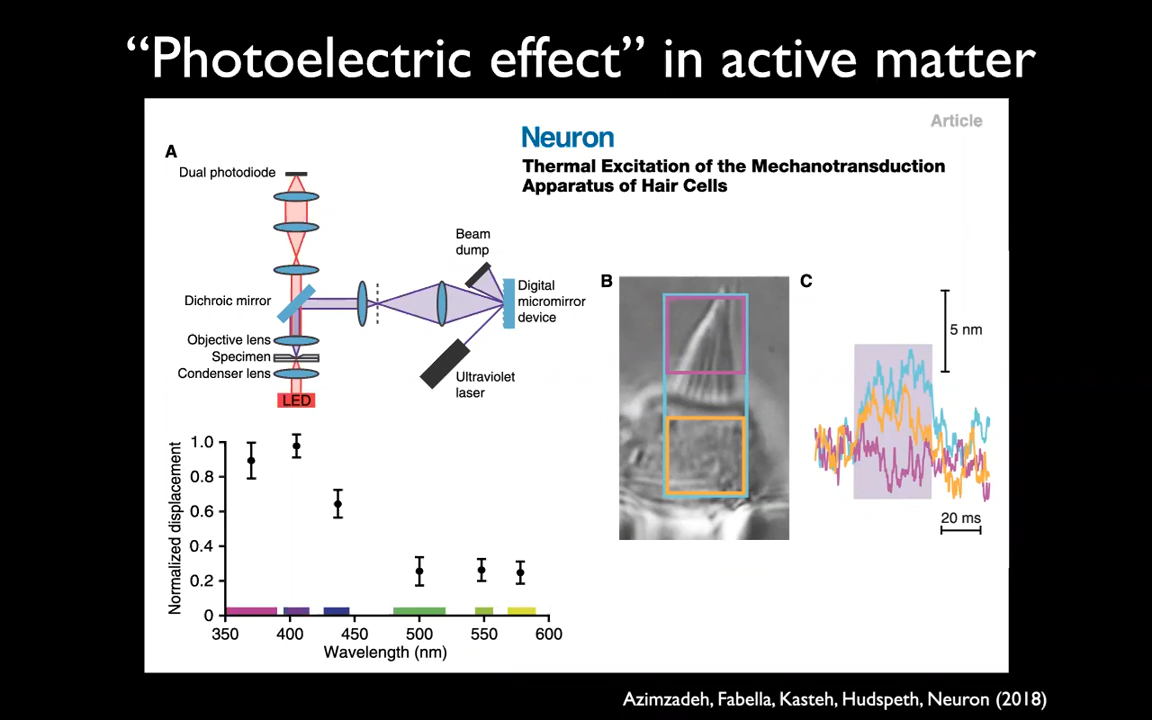 “Photoelectric effect” in active matter
Article
Neuron
Thermal Excitation of the Mechanotransduction
Apparatus of Hair Cells
A
Dual photodiode
Beam
dump
Digital
micromirror
device
Dichroic mirror
Objective lens
Specimen
Condenser lens
LED
Ultraviolet
laser
B
C
5 nm
20 ms
Normalized displacement
1.0
0.8
0.6
0.4
0.2
0
350 400 450 500 550 600
Wavelength (nm)
Azimzadeh, Fabella, Kasteh, Hudspeth, Neuron (2018)